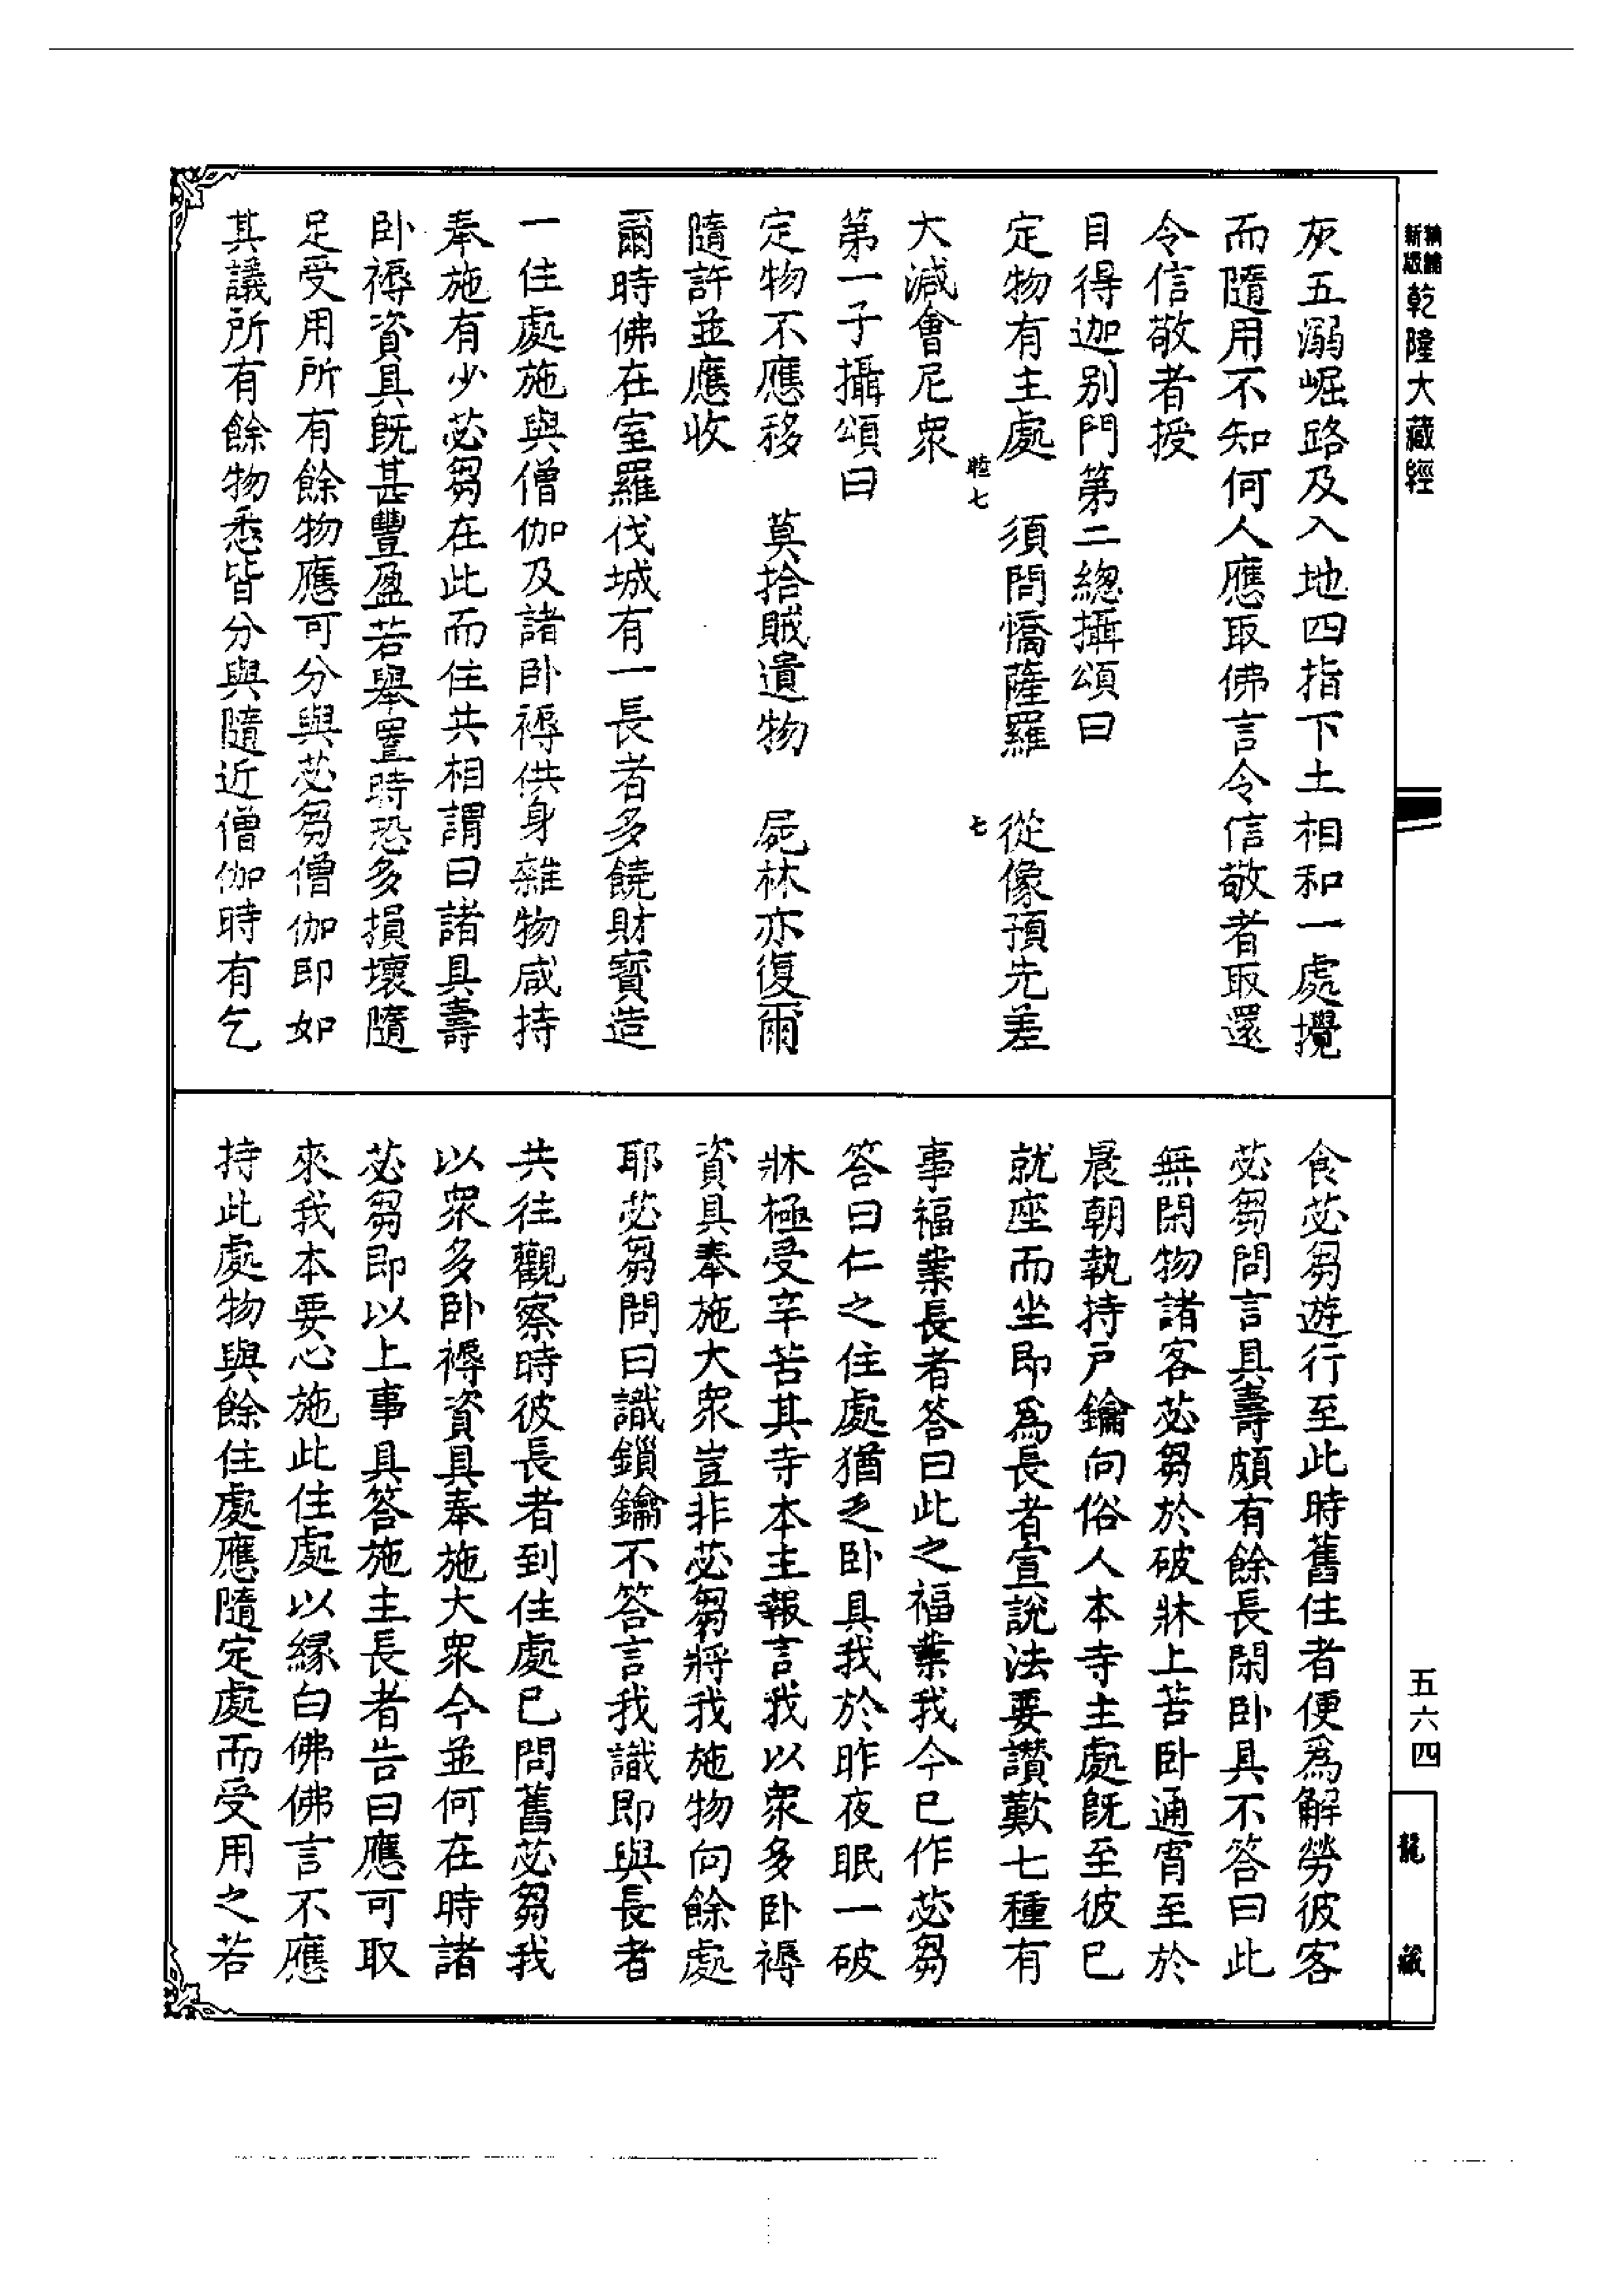 乾隆大藏經
灰五溺崛路及入地四指下土相和一處攪
而隨用不知何人應取佛言令信敬者取還
令信敬者授
目得迦别門第二總攝頌曰
定物有主處 須問憍薩羅 從像預先差
睦七 七
大減會尼衆
第一子攝頌曰
定物不應移 莫拾賊遺物 屍林亦復爾
隨許並應收
爾時佛在室羅伐城有一長者多饒財寳造
一住處施與僧伽及諸卧褥供身雜物咸持
奉施有少苾芻在此而住共相謂曰諸具壽
卧褥資具旣甚豐盈若舉置時恐多損壞隨
足受用所有餘物應可分與苾芻僧伽即如
其議所有餘物悉皆分與隨近僧伽時有乞
食苾芻遊行至此時舊住者便爲解勞彼客
苾芻問言具壽頗有餘長閑卧具不答曰此
無閑物諸客苾芻於破牀上苦卧通宵至於
晨朝執持戸鑰向俗人本寺主處旣至彼已
就座而坐即爲長者宣説法要讚歎七種有
事福業長者答曰此之福業我今已作苾芻
答曰仁之住處猶乏卧具我於昨夜眠一破
牀極受辛苦其寺本主報言我以衆多卧褥
資具奉施大衆豈非苾芻將我施物向餘處
耶苾芻問曰識鎻鑰不答言我識即與長者
共往觀察時彼長者到住處已問舊苾芻我
以衆多卧褥資具奉施大衆今並何在時諸
苾芻即以上事具答施主長者告曰應可取
來我本要心施此住處以縁白佛佛言不應
持此處物與餘住處應隨定處而受用之若
五六四
龍藏